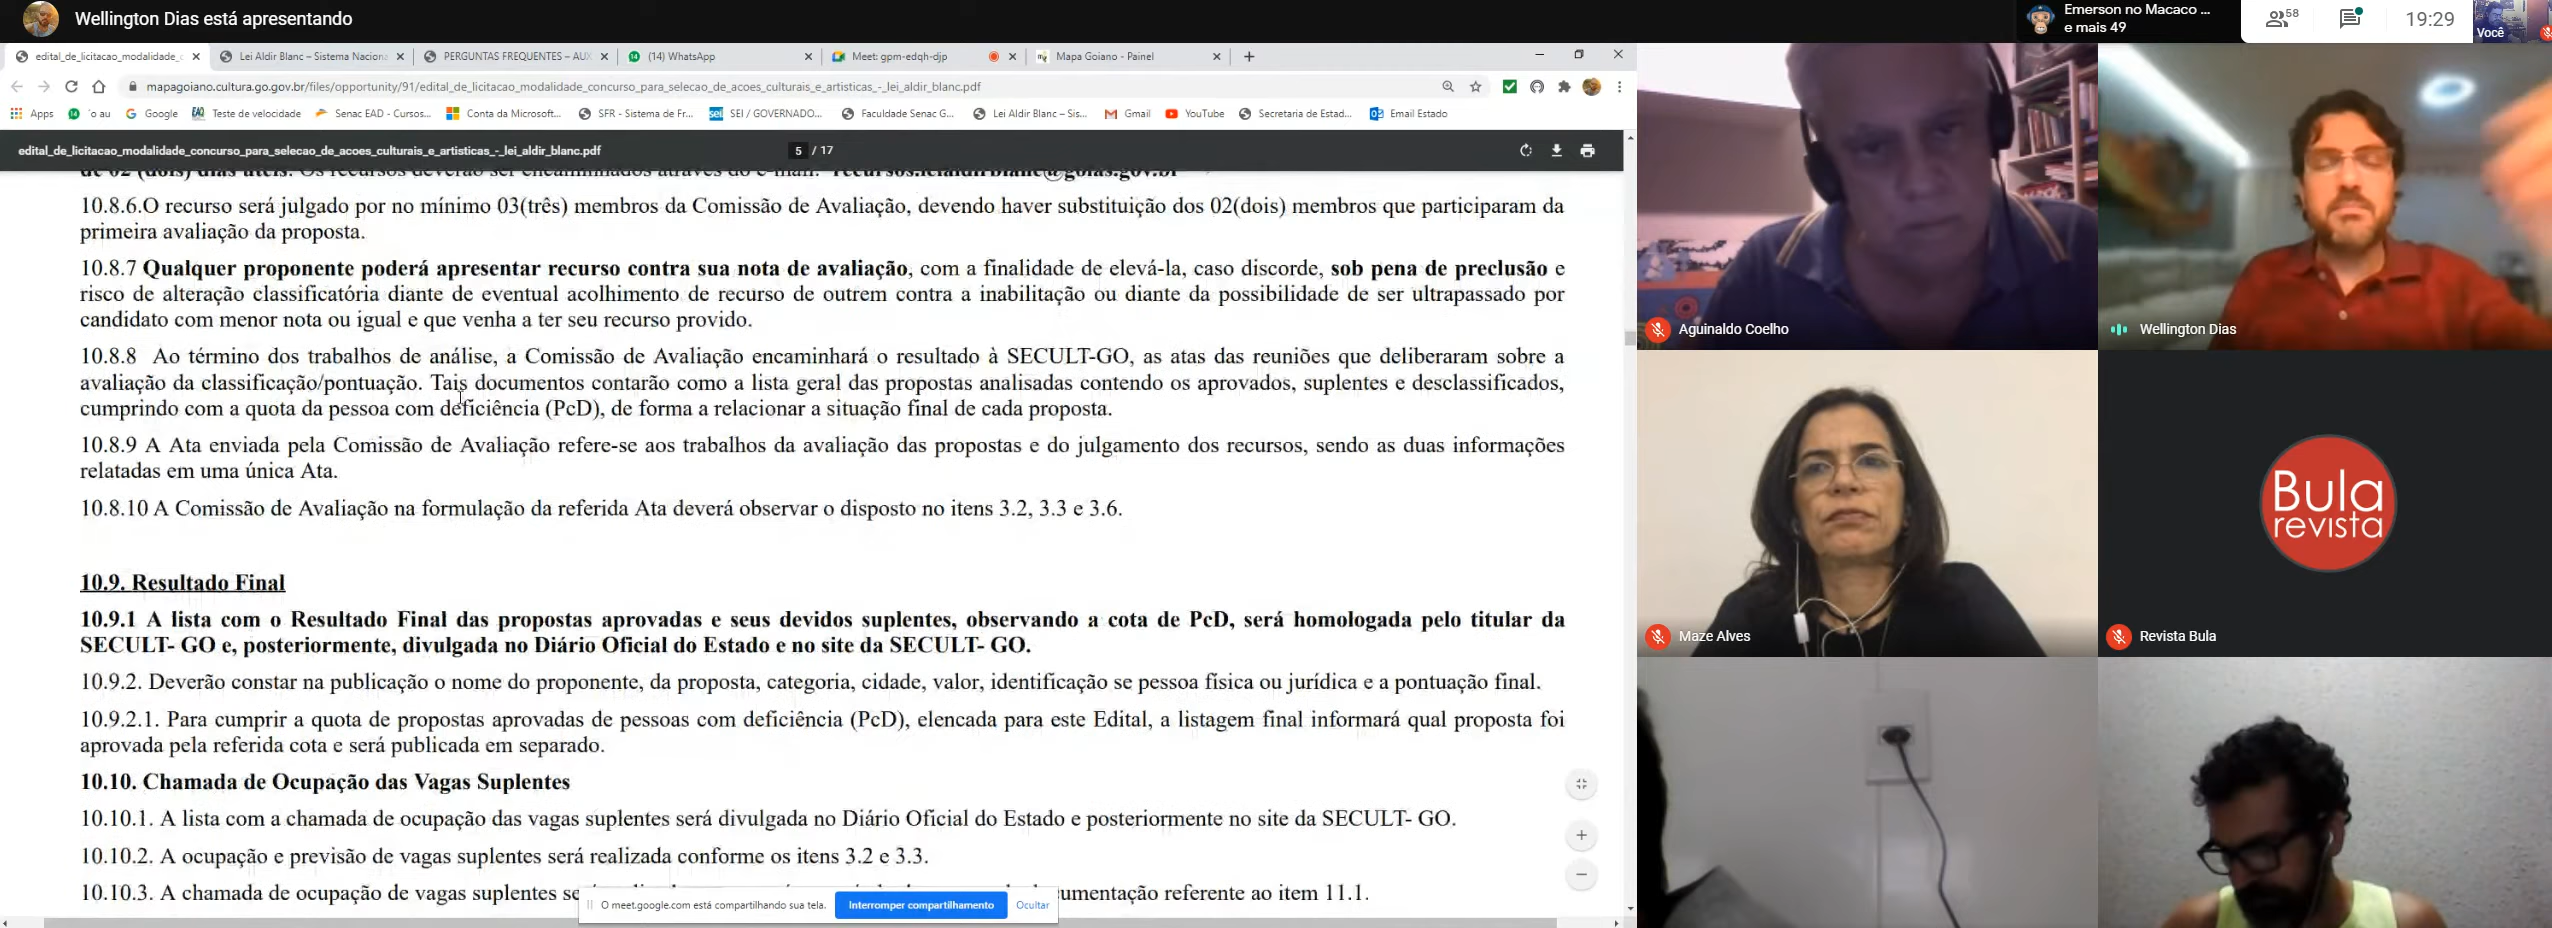 Wellington Dias está apresentando
Emerson no Macaco ...
e mais 49
58
19:29
Você
edital_de_licitacao_modalidade_c
Lei Aldir Blanc – Sistema Naciona
PERGUNTAS FREQUENTES – AUX
(14) WhatsApp
Meet: gpm-edqh-djp
Mapa Goiano - Painel
mapagoiano.cultura.go.gov.br/files/opportunity/91/edital_de_licitacao_modalidade_concurso_para_selecao_de_acoes_culturais_e_artisticas_-_lei_aldir_blanc.pdf
Apps
'o au
Google
Teste de velocidade
Senac EAD - Cursos...
Conta da Microsoft...
SFR - Sistema de Fr...
SEI / GOVERNADO...
Faculdade Senac G...
Lei Aldir Blanc – Sis...
Gmail
YouTube
Secretaria de Estad...
Email Estado
edital_de_licitacao_modalidade_concurso_para_selecao_de_acoes_culturais_e_artisticas_-_lei_aldir_blanc.pdf
5 / 17
de 02 (dois) dias úteis. Os recursos deverão ser encaminhados através do e-mail: recursos.leialdirblanc@goias.gov.br
10.8.6.O recurso será julgado por no mínimo 03(três) membros da Comissão de Avaliação, devendo haver substituição dos 02(dois) membros que participaram da
primeira avaliação da proposta.
10.8.7 Qualquer proponente poderá apresentar recurso contra sua nota de avaliação, com a finalidade de elevá-la, caso discorde, sob pena de preclusão e
risco de alteração classificatória diante de eventual acolhimento de recurso de outrem contra a inabilitação ou diante da possibilidade de ser ultrapassado por
candidato com menor nota ou igual e que venha a ter seu recurso provido.
10.8.8 Ao término dos trabalhos de análise, a Comissão de Avaliação encaminhará o resultado à SECULT-GO, as atas das reuniões que deliberaram sobre a
avaliação da classificação/pontuação. Tais documentos contarão como a lista geral das propostas analisadas contendo os aprovados, suplentes e desclassificados,
cumprindo com a quota da pessoa com deficiência (PcD), de forma a relacionar a situação final de cada proposta.
10.8.9 A Ata enviada pela Comissão de Avaliação refere-se aos trabalhos da avaliação das propostas e do julgamento dos recursos, sendo as duas informações
relatadas em uma única Ata.
10.8.10 A Comissão de Avaliação na formulação da referida Ata deverá observar o disposto no itens 3.2, 3.3 e 3.6.
10.9. Resultado Final
10.9.1 A lista com o Resultado Final das propostas aprovadas e seus devidos suplentes, observando a cota de PcD, será homologada pelo titular da
SECULT- GO e, posteriormente, divulgada no Diário Oficial do Estado e no site da SECULT- GO.
10.9.2. Deverão constar na publicação o nome do proponente, da proposta, categoria, cidade, valor, identificação se pessoa física ou jurídica e a pontuação final.
10.9.2.1. Para cumprir a quota de propostas aprovadas de pessoas com deficiência (PcD), elencada para este Edital, a listagem final informará qual proposta foi
aprovada pela referida cota e será publicada em separado.
10.10. Chamada de Ocupação das Vagas Suplentes
10.10.1. A lista com a chamada de ocupação das vagas suplentes será divulgada no Diário Oficial do Estado e posteriormente no site da SECULT- GO.
10.10.2. A ocupação e previsão de vagas suplentes será realizada conforme os itens 3.2 e 3.3.
10.10.3. A chamada de ocupação de vagas suplentes umentação referente ao item 11.1.
O meet.google.com está compartilhando sua tela.
Interromper compartilhamento
Ocultar
Aguinaldo Coelho
Wellington Dias
Maze Alves
Bula
revista
Revista Bula